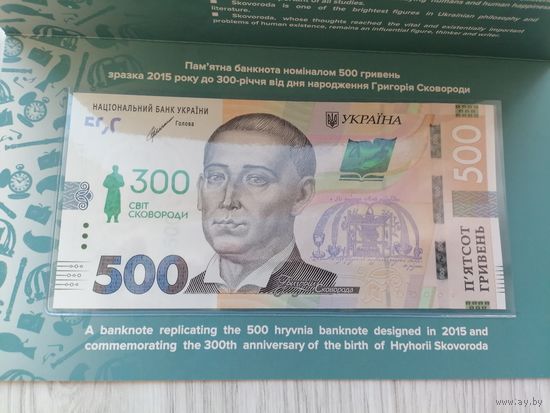 Skovoroda is one of the brightest figures in Ukrainian philosophy and
literature.
Skovoroda, whose thoughts reached the vital and existentially important
problems of human existence, remains an influential figure, thinker and writer.
Пам'ятна банкнота номіналом 500 гривень
зразка 2015 року до 300-річчя від дня народження Григорія Сковороди
НАЦІОНАЛЬНИЙ БАНК УКРАЇНИ
Голова
УКРАЇНА
500
300
СВІТ
СКОВОРОДИ
500
Григорій Сковорода
П'ЯТСОТ
ГРИВЕНЬ
A banknote replicating the 500 hryvnia banknote designed in 2015 and
commemorating the 300th anniversary of the birth of Hryhorii Skovoroda
© www.ay.by